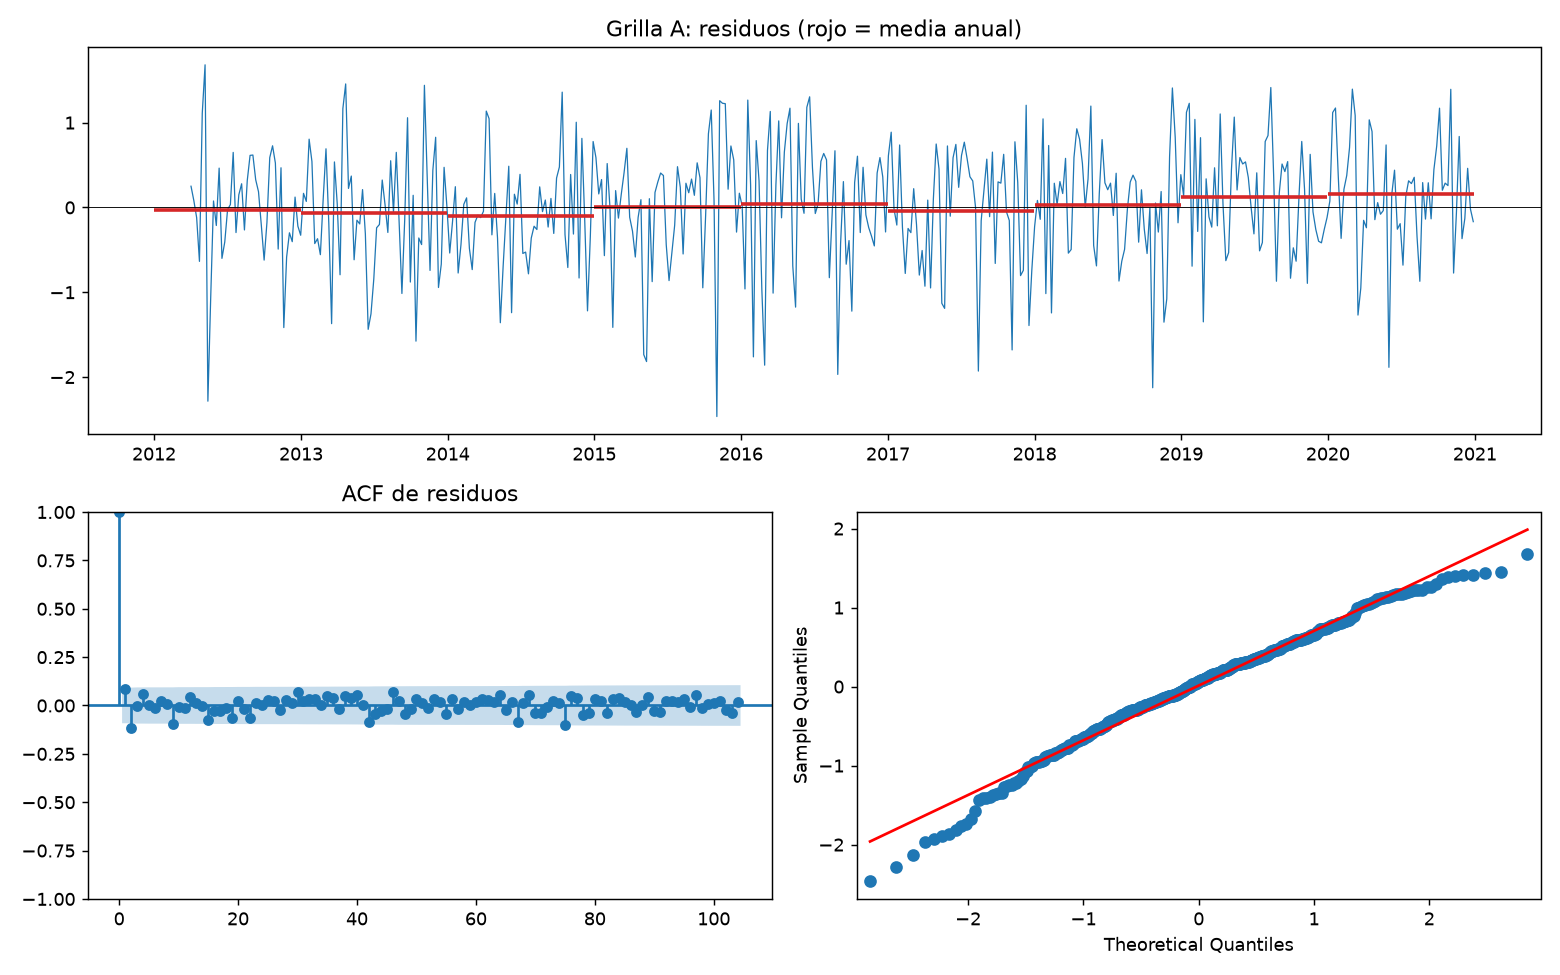 Grilla A: residuos (rojo = media anual)
1
0
−1
−2
2012 2013 2014 2015 2016 2017 2018 2019 2020 2021
ACF de residuos
1.00
0.75
0.50
0.25
0.00
−0.25
−0.50
−0.75
−1.00
0 20 40 60 80 100
Sample Quantiles
2
1
0
−1
−2
−2 −1 0 1 2
Theoretical Quantiles